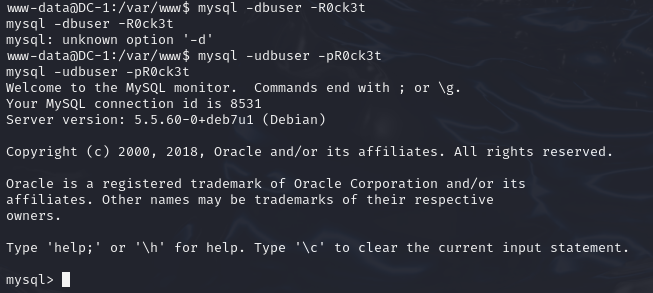 www-data@DC-1:/var/www$ mysql -dbuser -R0ck3t
mysql -dbuser -R0ck3t
mysql: unknown option '-d'
www-data@DC-1:/var/www$ mysql -udbuser -pR0ck3t
mysql -udbuser -pR0ck3t
Welcome to the MySQL monitor.  Commands end with ; or \g.
Your MySQL connection id is 8531
Server version: 5.5.60-0+deb7u1 (Debian)

Copyright (c) 2000, 2018, Oracle and/or its affiliates. All rights reserved.

Oracle is a registered trademark of Oracle Corporation and/or its
affiliates. Other names may be trademarks of their respective
owners.

Type 'help;' or '\h' for help. Type '\c' to clear the current input statement.

mysql>